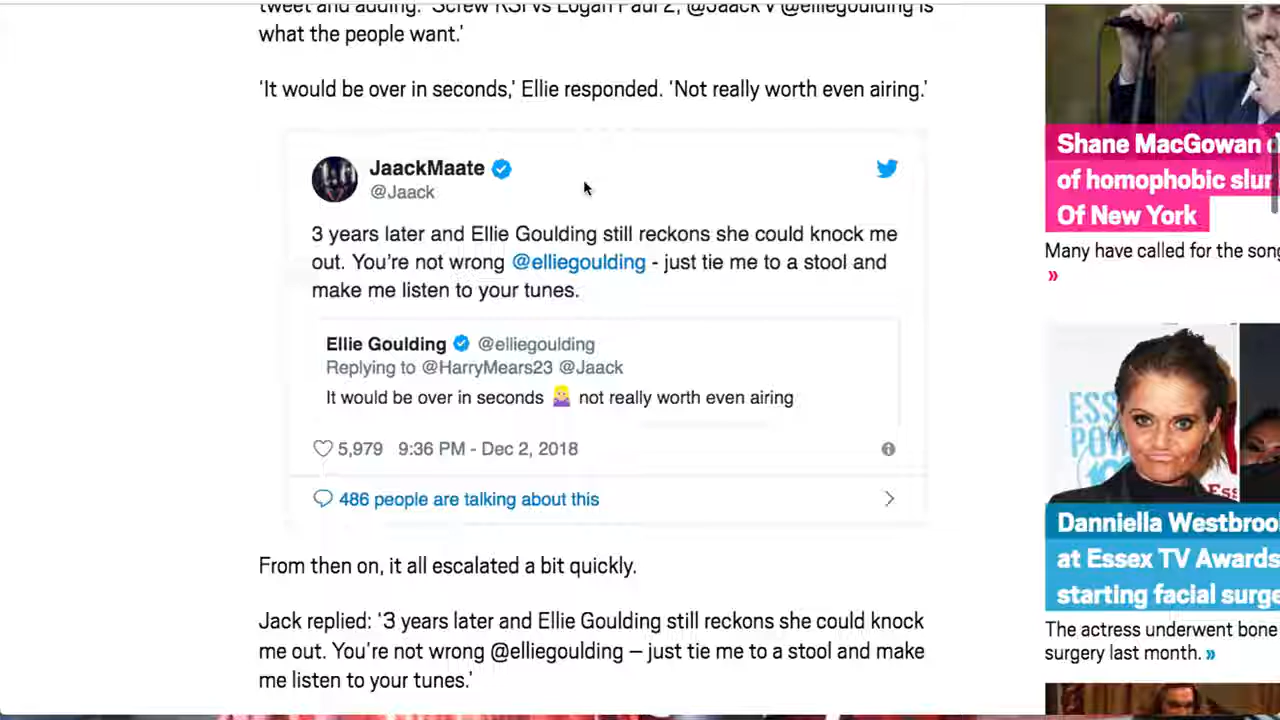 tweet and adding: ‘Screw KSI vs Logan Paul 2, @Jaack v @elliegoulding is
what the people want.’
‘It would be over in seconds,’ Ellie responded. ‘Not really worth even airing.’
JaackMaate
@Jaack
3 years later and Ellie Goulding still reckons she could knock me
out. You’re not wrong @elliegoulding - just tie me to a stool and
make me listen to your tunes.
Ellie Goulding @elliegoulding
Replying to @HarryMears23 @Jaack
It would be over in seconds 🤷🏼‍♀️ not really worth even airing
5,979 9:36 PM - Dec 2, 2018
486 people are talking about this
From then on, it all escalated a bit quickly.
Jack replied: ‘3 years later and Ellie Goulding still reckons she could knock
me out. You’re not wrong @elliegoulding – just tie me to a stool and make
me listen to your tunes.’
Shane MacGowan
of homophobic slur
Of New York
Many have called for the song
»
ESS
POW
Ess
Danniella Westbroo
at Essex TV Awards
starting facial surge
The actress underwent bone
surgery last month. »